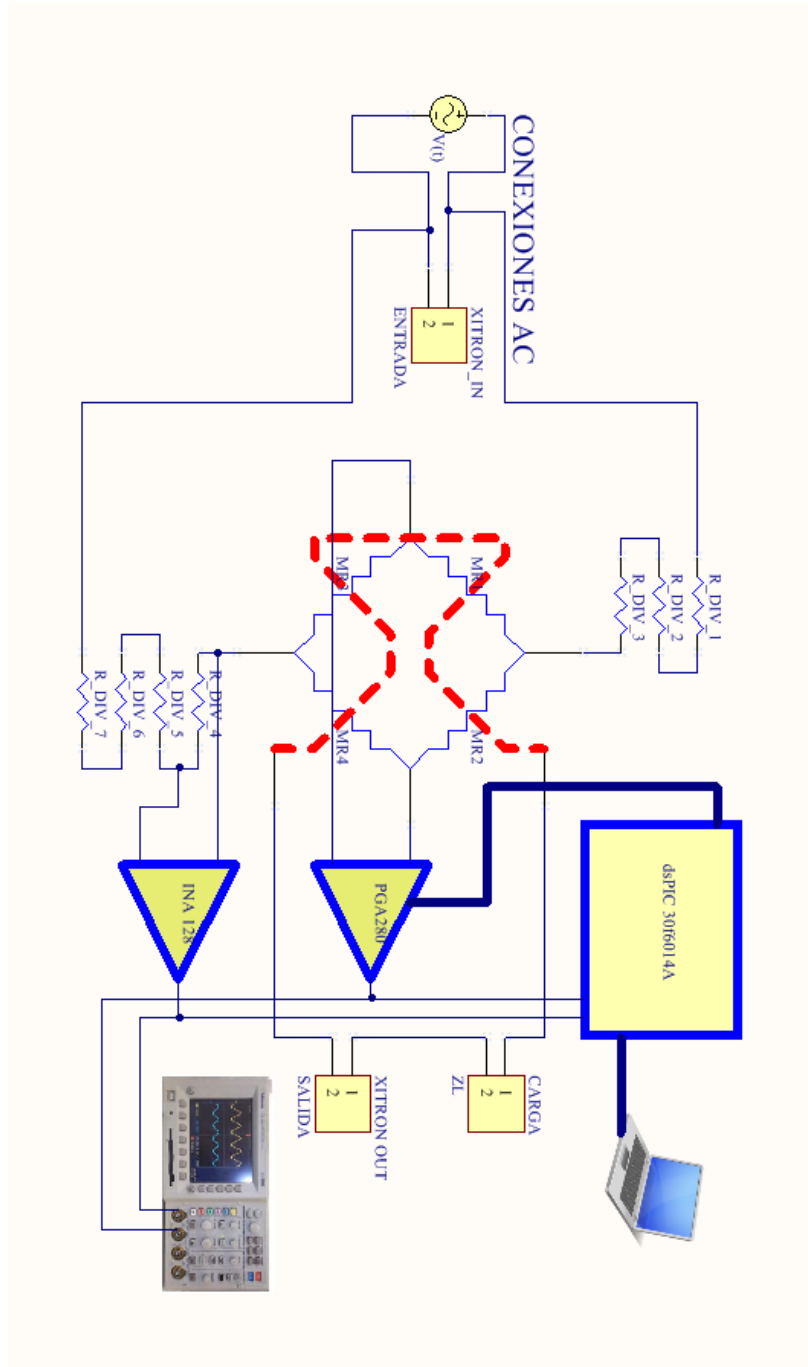 CONEXIONES AC
V(t)
XITRON_IN
1
2
ENTRADA
R_DIV_1
R_DIV_2
R_DIV_3
MR1
MR3
MR2
MR4
R_DIV_4
R_DIV_5
R_DIV_6
R_DIV_7
dsPIC 30f6014A
PGA280
INA 128
CARGA
1
2
ZL
XITRON OUT
1
2
SALIDA